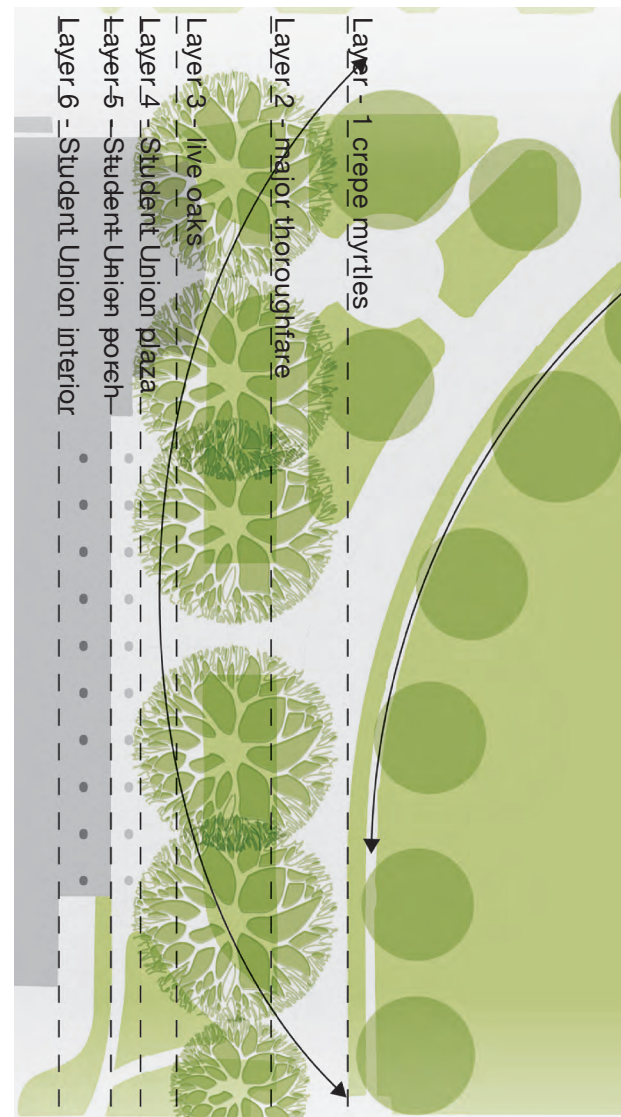 Layer - 1 crepe myrtles
Layer 2 - major thoroughfare
Layer 3 - live oaks
Layer 4 - Student Union plaza
Layer 5 - Student Union porch
Layer 6 - Student Union interior